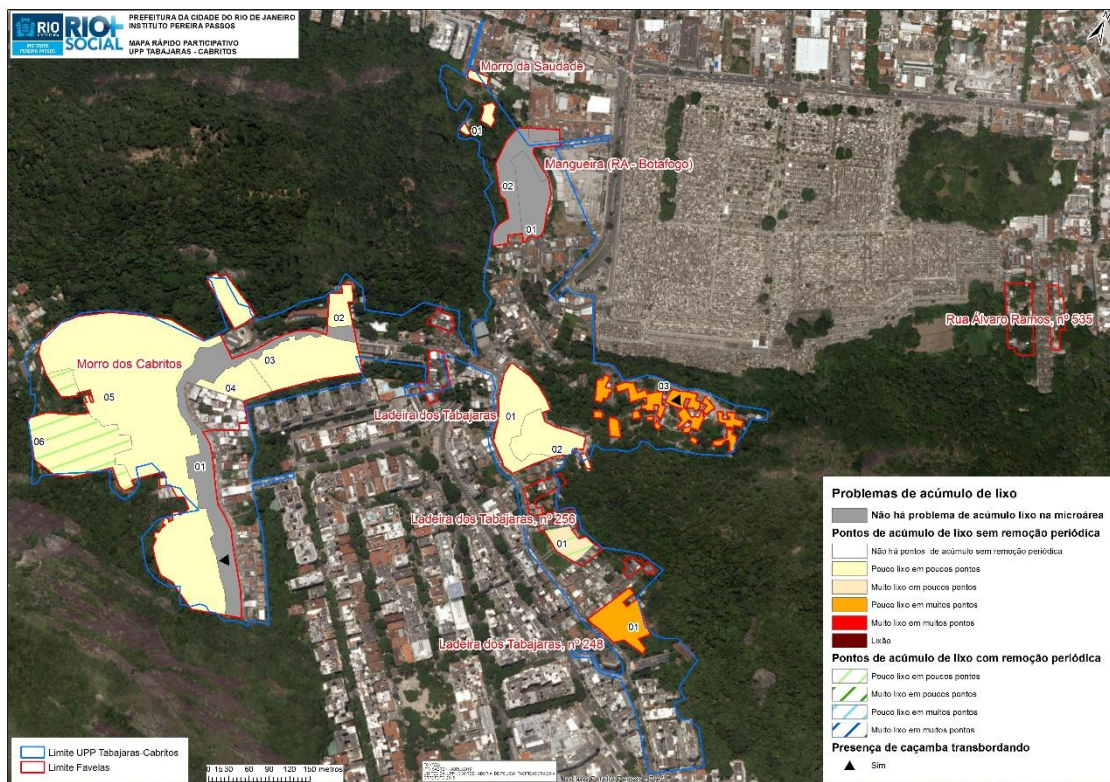 RIO
PREFEITURA
INSTITUTO
PEREIRA PASSOS
RIO+
SOCIAL
PREFEITURA DA CIDADE DO RIO DE JANEIRO
INSTITUTO PEREIRA PASSOS
MAPA RÁPIDO PARTICIPATIVO
UPP TABAJARAS - CABRITOS
Morro da Saudade
01
Mangueira (RA - Botafogo)
02
01
Rua Álvaro Ramos, nº 535
02
03
Morro dos Cabritos
04
05
03
Ladeira dos Tabajaras
01
06
02
01
Ladeira dos Tabajaras, nº 256
01
01
Ladeira dos Tabajaras, nº 248
Problemas de acúmulo de lixo
Não há problema de acúmulo lixo na microárea
Pontos de acúmulo de lixo sem remoção periódica
Não há pontos de acúmulo sem remoção periódica
Pouco lixo em poucos pontos
Muito lixo em poucos pontos
Pouco lixo em muitos pontos
Muito lixo em muitos pontos
Lixão
Pontos de acúmulo de lixo com remoção periódica
Pouco lixo em poucos pontos
Muito lixo em poucos pontos
Pouco lixo em muitos pontos
Muito lixo em muitos pontos
Presença de caçamba transbordando
Sim
Limite UPP Tabajaras-Cabritos
Limite Favelas
0 15 30 60 90 120 150 metros